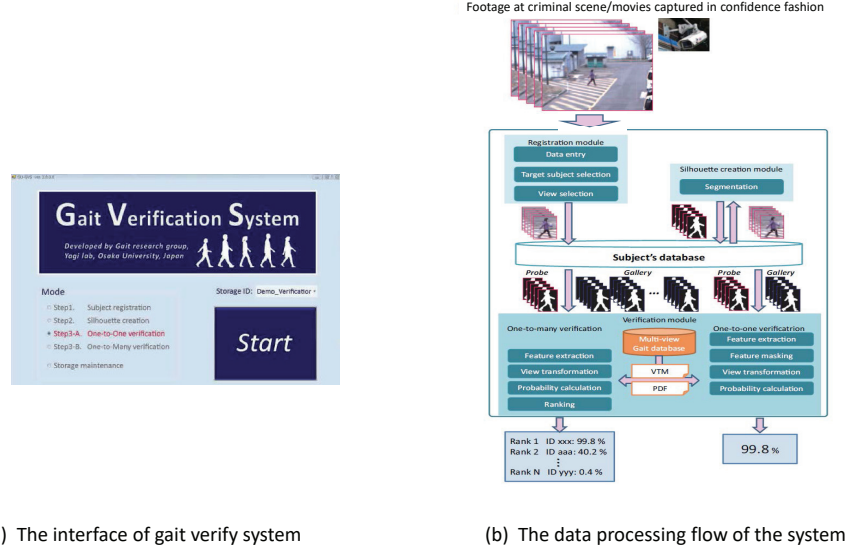 Footage at criminal scene/movies captured in confidence fashion
Gait Verification System
Developed by Gait research group,
Yagi lab, Osaka University, Japan
Mode
Storage ID: Demo_Verification
Step1. Subject registration
Step2. Silhouette creation
Step3-A. One-to-One verification
Step3-B. One-to-Many verification
Storage maintenance
Start
Registration module
Data entry
Target subject selection
View selection
Silhouette creation module
Segmentation
Subject's database
Probe Gallery Probe Gallery
...
Verification module
One-to-many verification
Feature extraction
View transformation
Probability calculation
Ranking
Multi-view
Gait database
VTM
PDF
One-to-one verificatrion
Feature extraction
Feature masking
View transformation
Probability calculation
Rank 1 ID xxx: 99.8 %
Rank 2 ID aaa: 40.2 %
⋮
Rank N ID yyy: 0.4 %
99.8 %
) The interface of gait verify system
(b) The data processing flow of the system